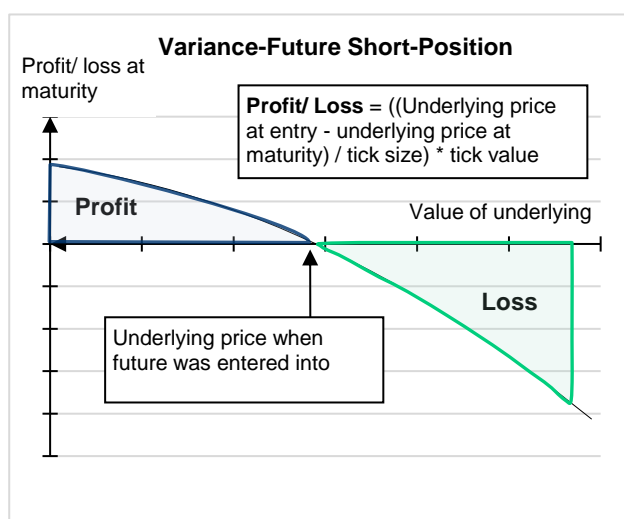 Variance-Future Short-Position
Profit/ loss at
maturity
Profit/ Loss = ((Underlying price
at entry - underlying price at
maturity) / tick size) * tick value
Profit
Value of underlying
Loss
Underlying price when
future was entered into